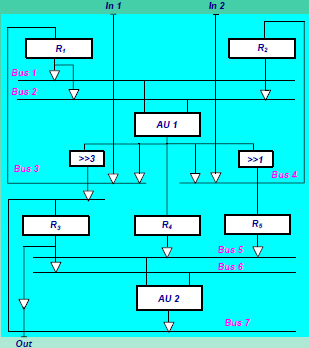 In 1 In 2
R1 R2
Bus 1
Bus 2
AU 1
>>3 >>1
Bus 3 Bus 4
R3 R4 R5
Bus 5
Bus 6
AU 2
Bus 7
Out